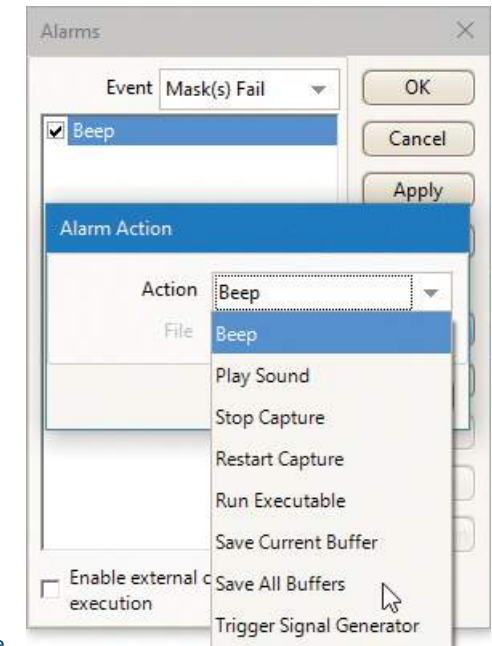 Alarms
Event Mask(s) Fail
OK
Beep
Cancel
Apply
Alarm Action
Action Beep
File
Beep
Play Sound
Stop Capture
Restart Capture
Run Executable
Save Current Buffer
Enable external
Save All Buffers
execution
Trigger Signal Generator